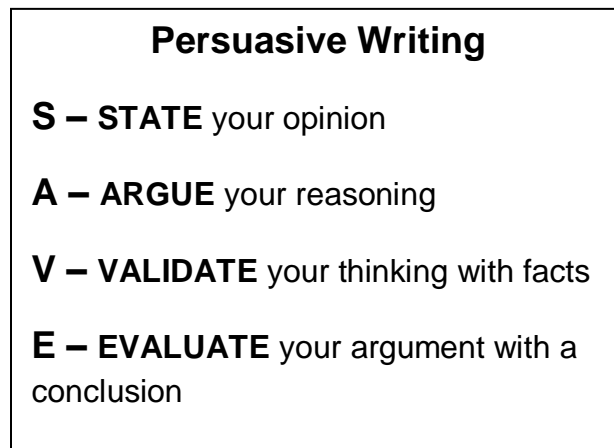 Persuasive Writing
S – STATE your opinion
A – ARGUE your reasoning
V – VALIDATE your thinking with facts
E – EVALUATE your argument with a
conclusion